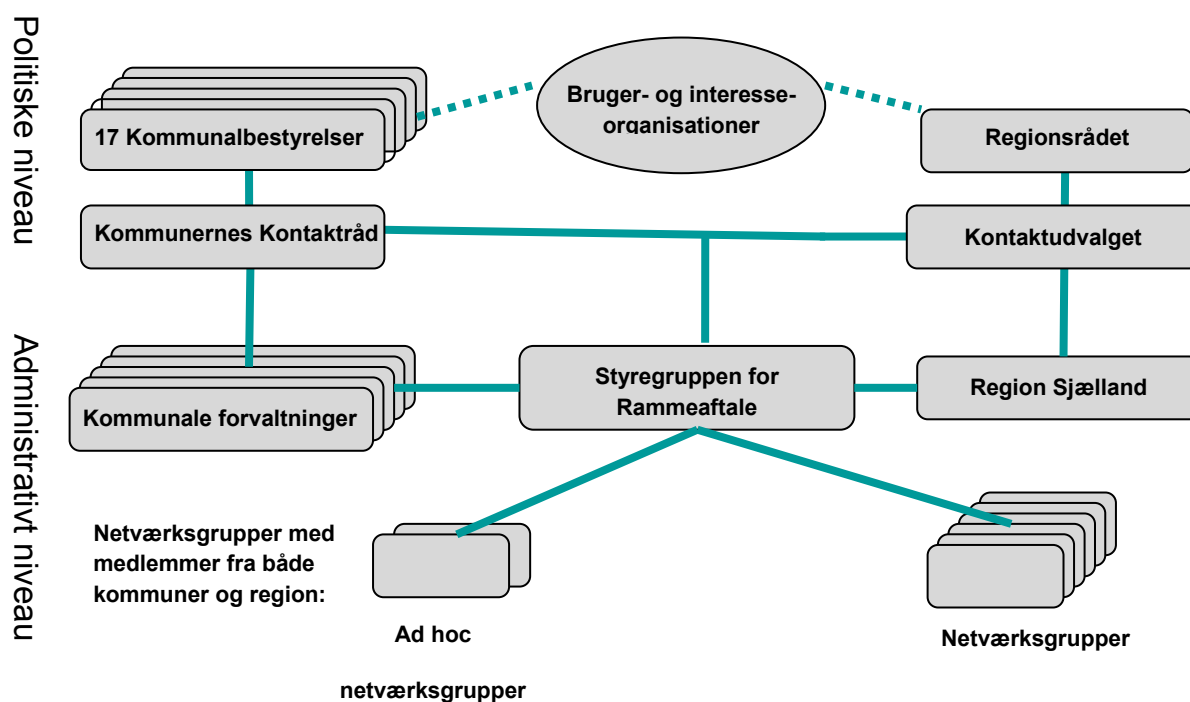 Politiske niveau
Bruger- og interesse-
organisationer
17 Kommunalbestyrelser
Regionsrådet
Kommunernes Kontaktråd
Kontaktudvalget
Administrativt niveau
Styregruppen for
Rammeaftale
Kommunale forvaltninger
Region Sjælland
Netværksgrupper med
medlemmer fra både
kommuner og region:
Ad hoc
netværksgrupper
Netværksgrupper